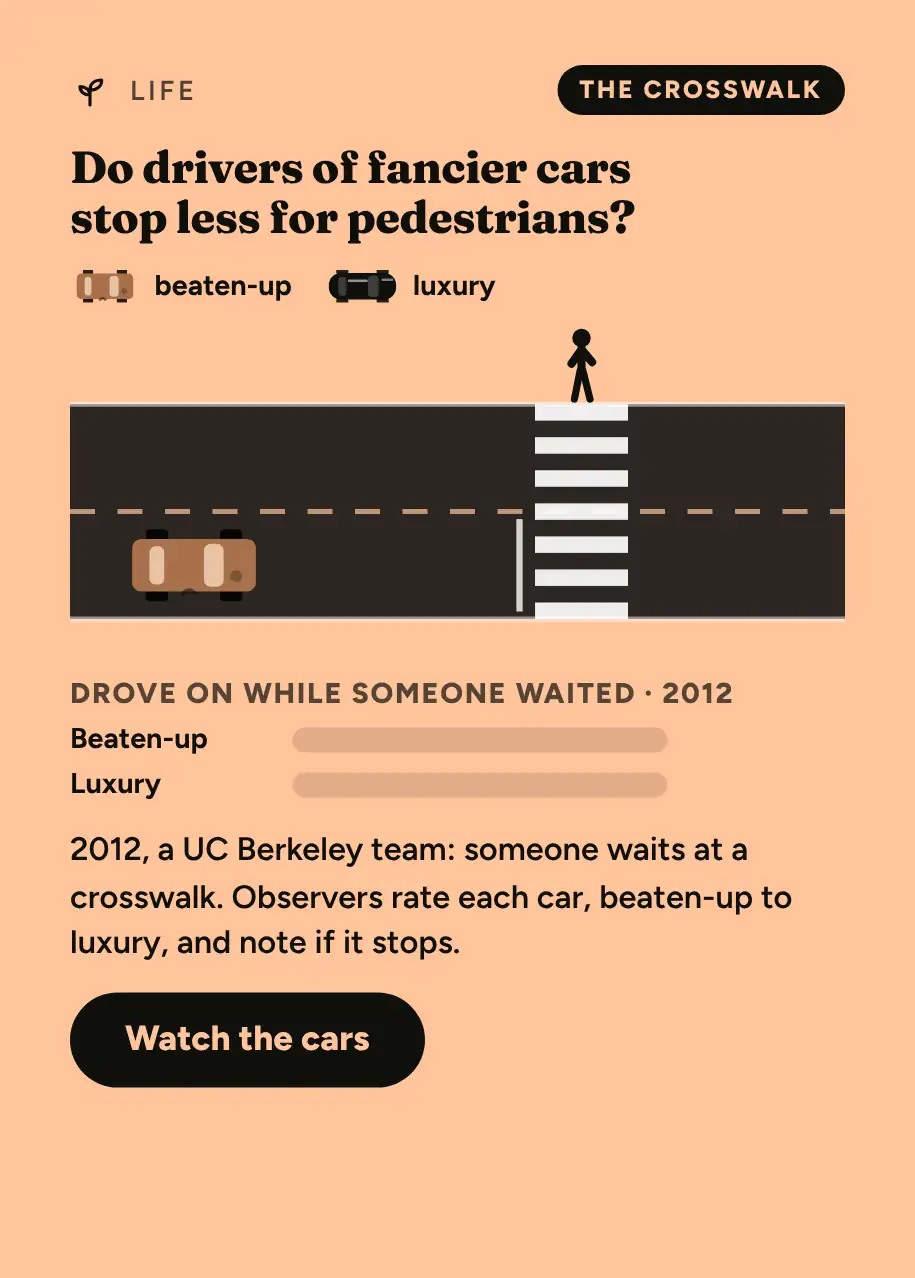 LIFE
THE CROSSWALK
Do drivers of fancier cars
stop less for pedestrians?
beaten-up
luxury
DROVE ON WHILE SOMEONE WAITED · 2012
Beaten-up
Luxury
2012, a UC Berkeley team: someone waits at a
crosswalk. Observers rate each car, beaten-up to
luxury, and note if it stops.
Watch the cars